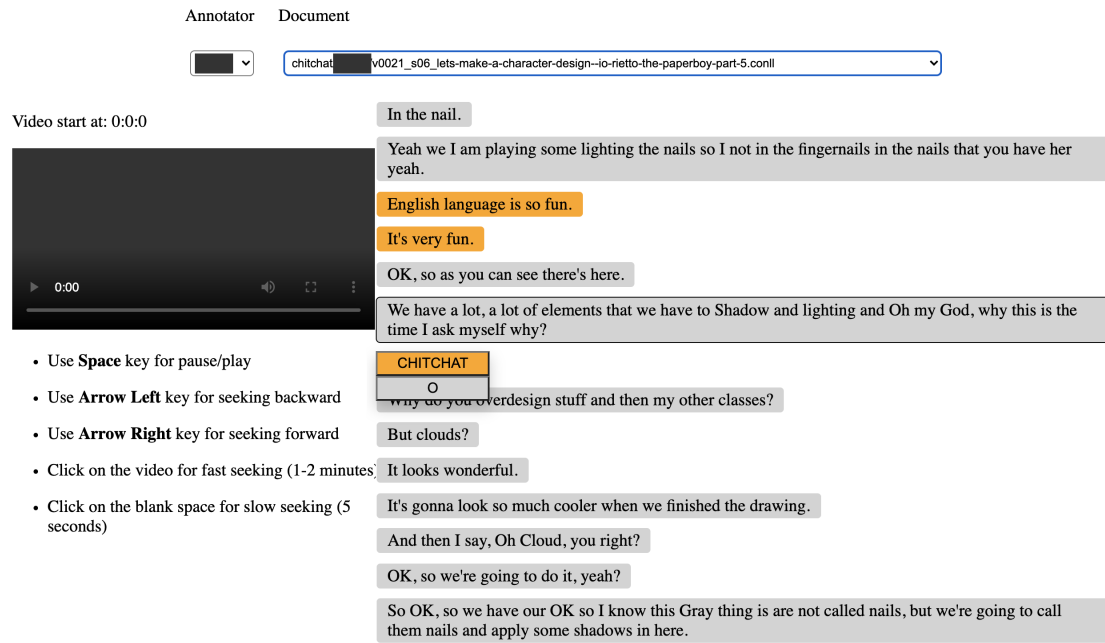 Annotator Document
chitchat v0021_s06_lets-make-a-character-design--io-rietto-the-paperboy-part-5.conll
Video start at: 0:0:0
0:00
• Use Space key for pause/play
• Use Arrow Left key for seeking backward
• Use Arrow Right key for seeking forward
• Click on the video for fast seeking (1-2 minutes)
• Click on the blank space for slow seeking (5
seconds)
In the nail.
Yeah we I am playing some lighting the nails so I not in the fingernails in the nails that you have her
yeah.
English language is so fun.
It's very fun.
OK, so as you can see there's here.
We have a lot, a lot of elements that we have to Shadow and lighting and Oh my God, why this is the
time I ask myself why?
CHITCHAT
O
Why do you overdesign stuff and then my other classes?
But clouds?
It looks wonderful.
It's gonna look so much cooler when we finished the drawing.
And then I say, Oh Cloud, you right?
OK, so we're going to do it, yeah?
So OK, so we have our OK so I know this Gray thing is are not called nails, but we're going to call
them nails and apply some shadows in here.